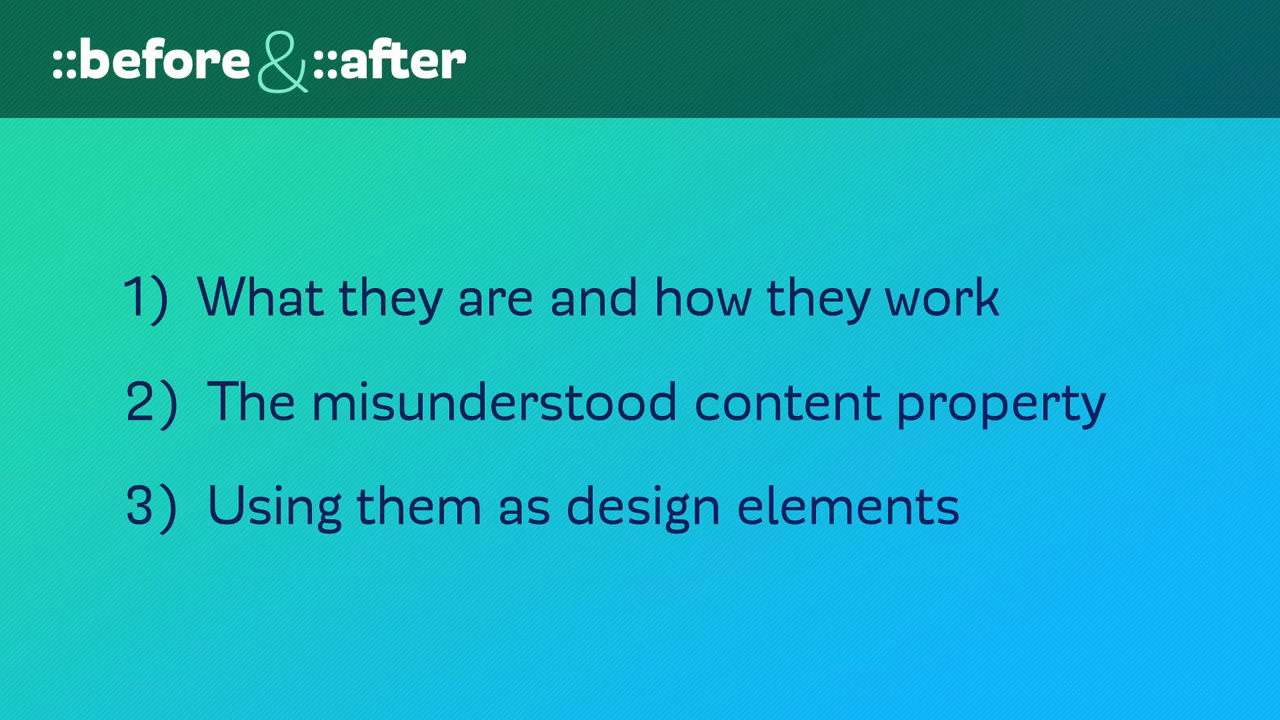 ::before & ::after
1) What they are and how they work
2) The misunderstood content property
3) Using them as design elements